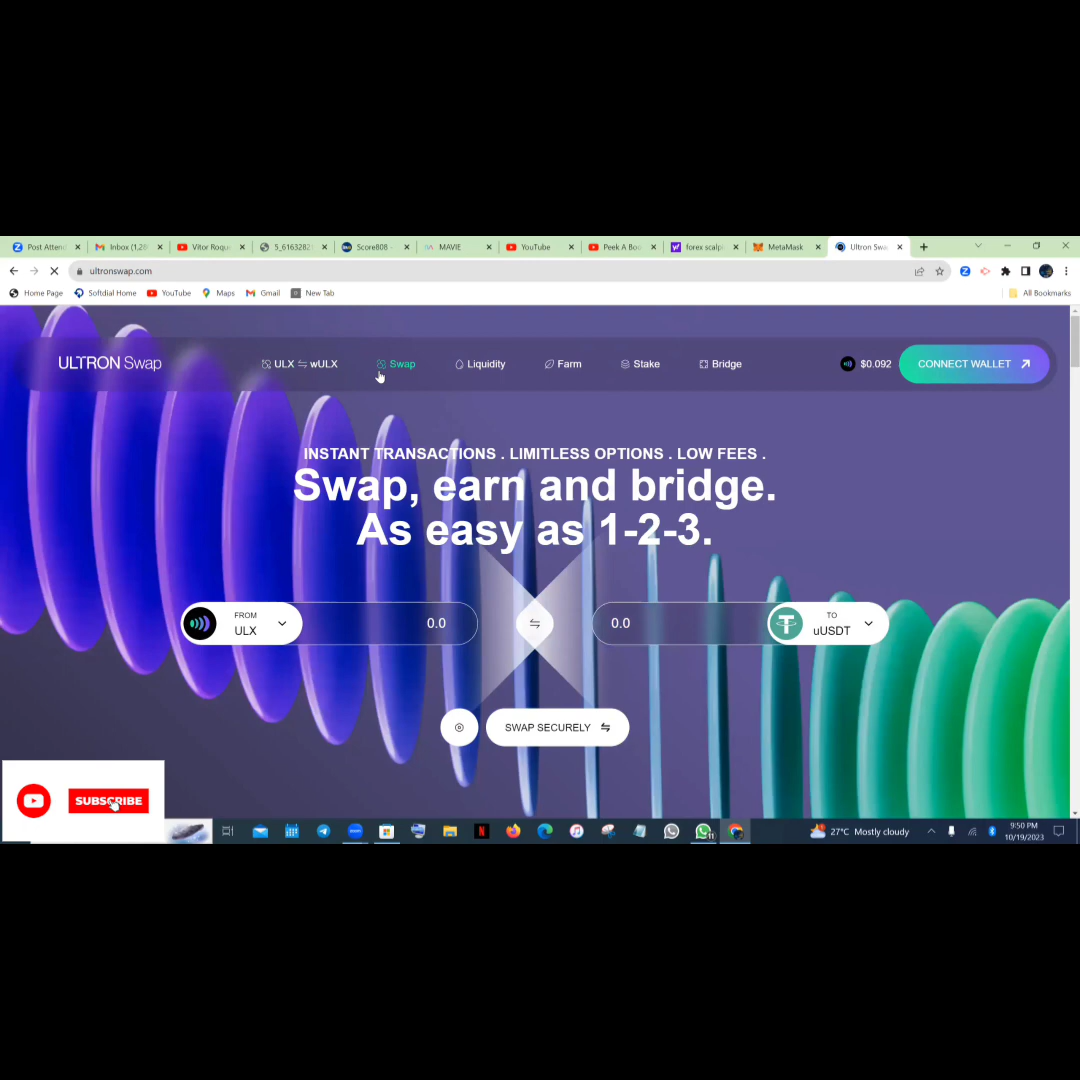 Post Attend
Inbox (1,28
Vitor Roque
5_6163282
Score808
MAVIE
YouTube
Peek A Boo
forex scalp
MetaMask
Ultron Swa
ultronswap.com
Home Page
Softdial Home
YouTube
Maps
Gmail
New Tab
All Bookmarks
ULTRON Swap
ULX ⇋ wULX
Swap
Liquidity
Farm
Stake
Bridge
$0.092
CONNECT WALLET
INSTANT TRANSACTIONS . LIMITLESS OPTIONS . LOW FEES .
Swap, earn and bridge.
As easy as 1-2-3.
FROM
ULX
0.0
0.0
TO
uUSDT
SWAP SECURELY
SUBSCRIBE
27°C Mostly cloudy
9:50 PM
10/19/2023